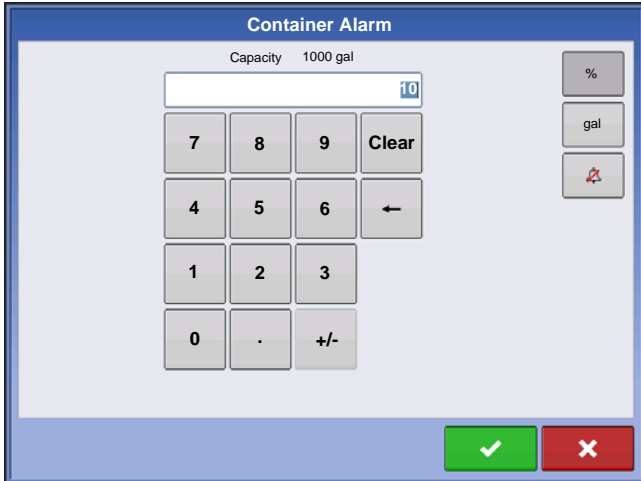 Container Alarm
Capacity 1000 gal
10
%
7 8 9 Clear
gal
4 5 6 ←
1 2 3
0 . +/-